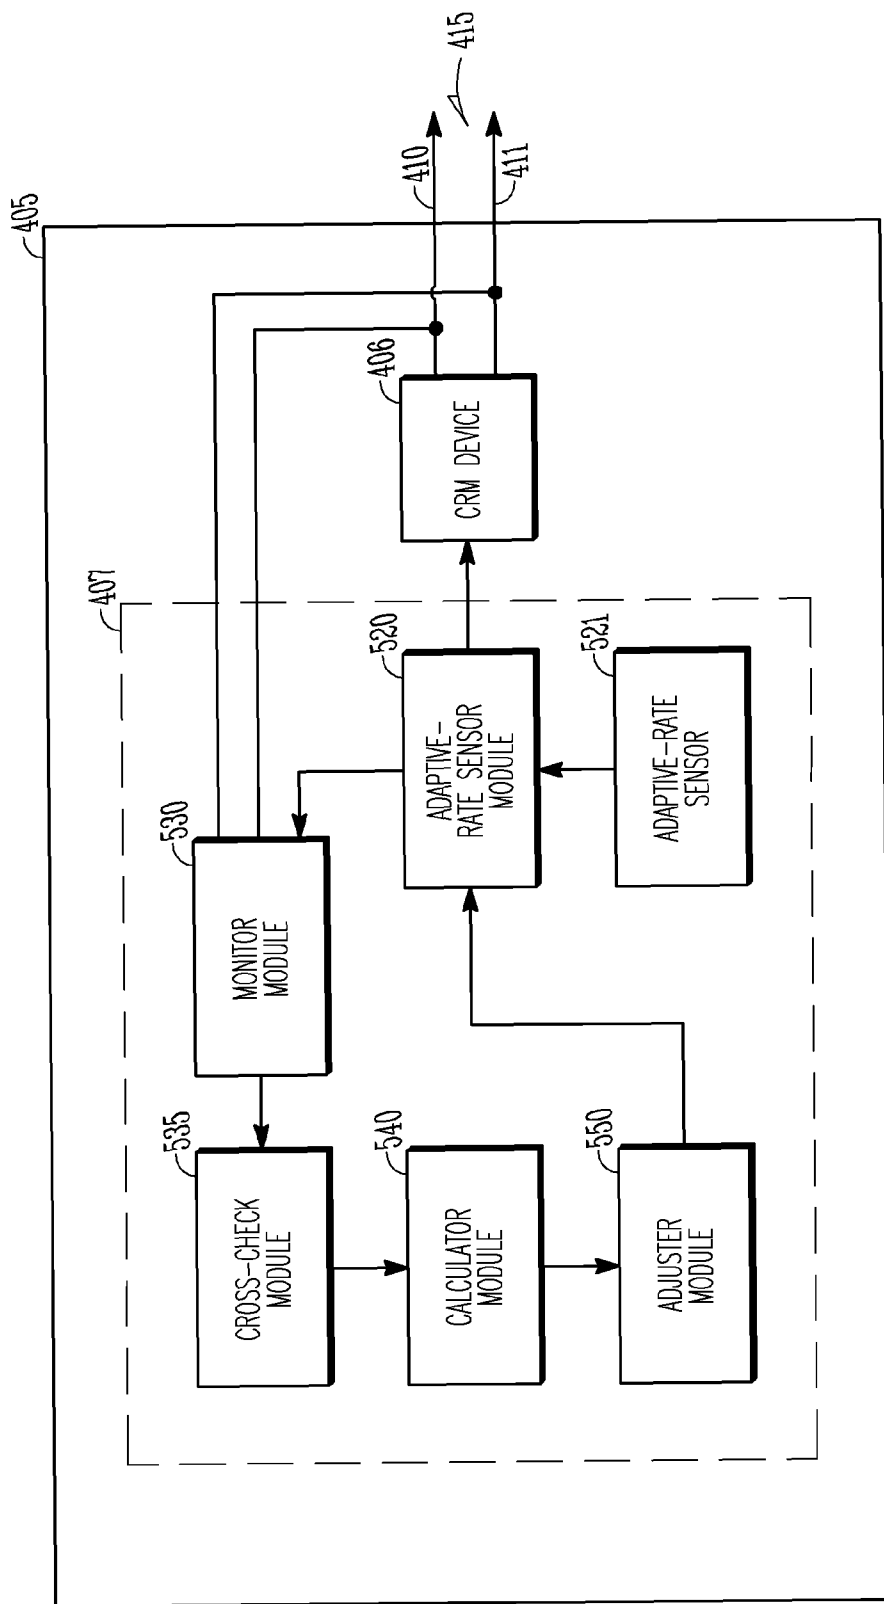 405
410
411
415
406
CRM DEVICE
407
530
MONITOR
MODULE
520
ADAPTIVE-
RATE SENSOR
MODULE
521
ADAPTIVE-RATE
SENSOR
535
CROSS-CHECK
MODULE
540
CALCULATOR
MODULE
550
ADJUSTER
MODULE